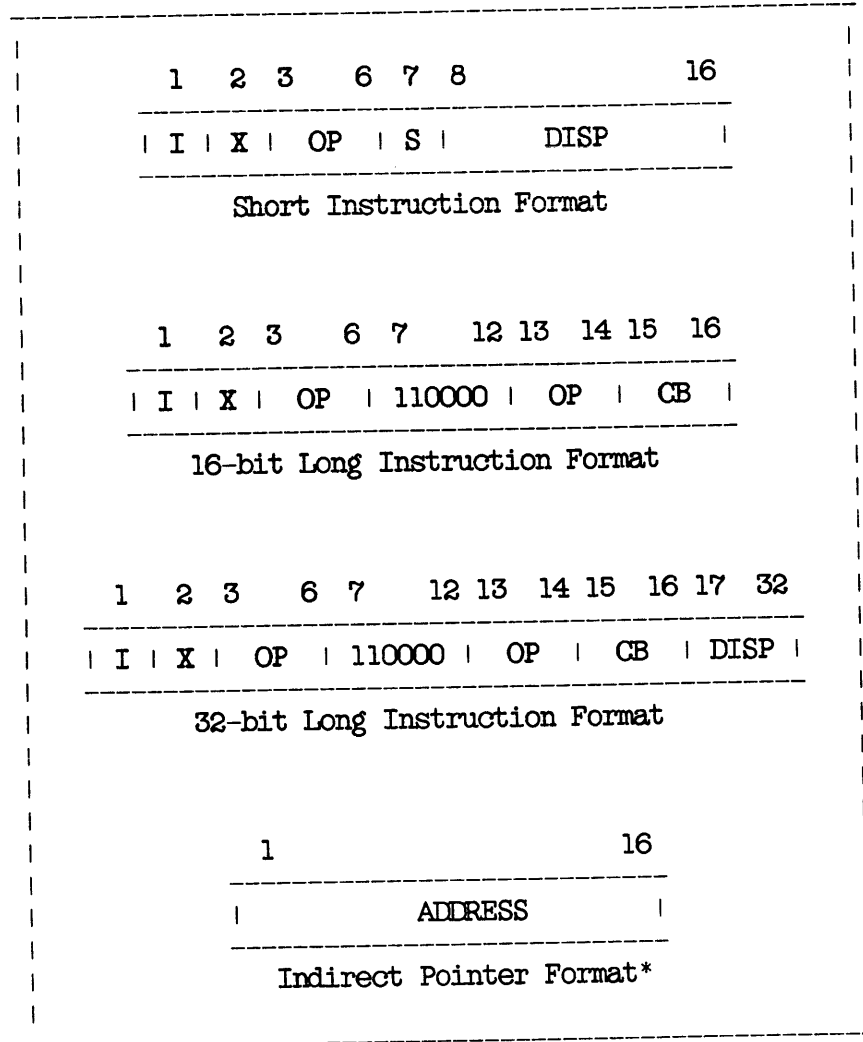 1 2 3 6 7 8 16
| I | X | OP | S | DISP |
Short Instruction Format
1 2 3 6 7 12 13 14 15 16
| I | X | OP | 110000 | OP | CB |
16-bit Long Instruction Format
1 2 3 6 7 12 13 14 15 16 17 32
| I | X | OP | 110000 | OP | CB | DISP |
32-bit Long Instruction Format
1 16
| ADDRESS |
Indirect Pointer Format*